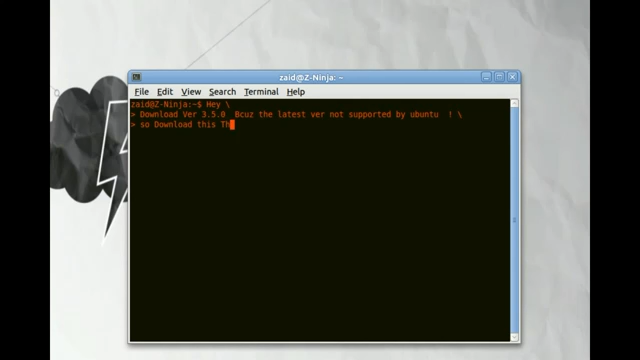 zaid@Z-Ninja: ~
File Edit View Search Terminal Help
zaid@Z-Ninja:~$ Hey \
> Download Ver 3.5.0  Bcuz the latest ver not supported by ubuntu  ! \
> so Download this Th